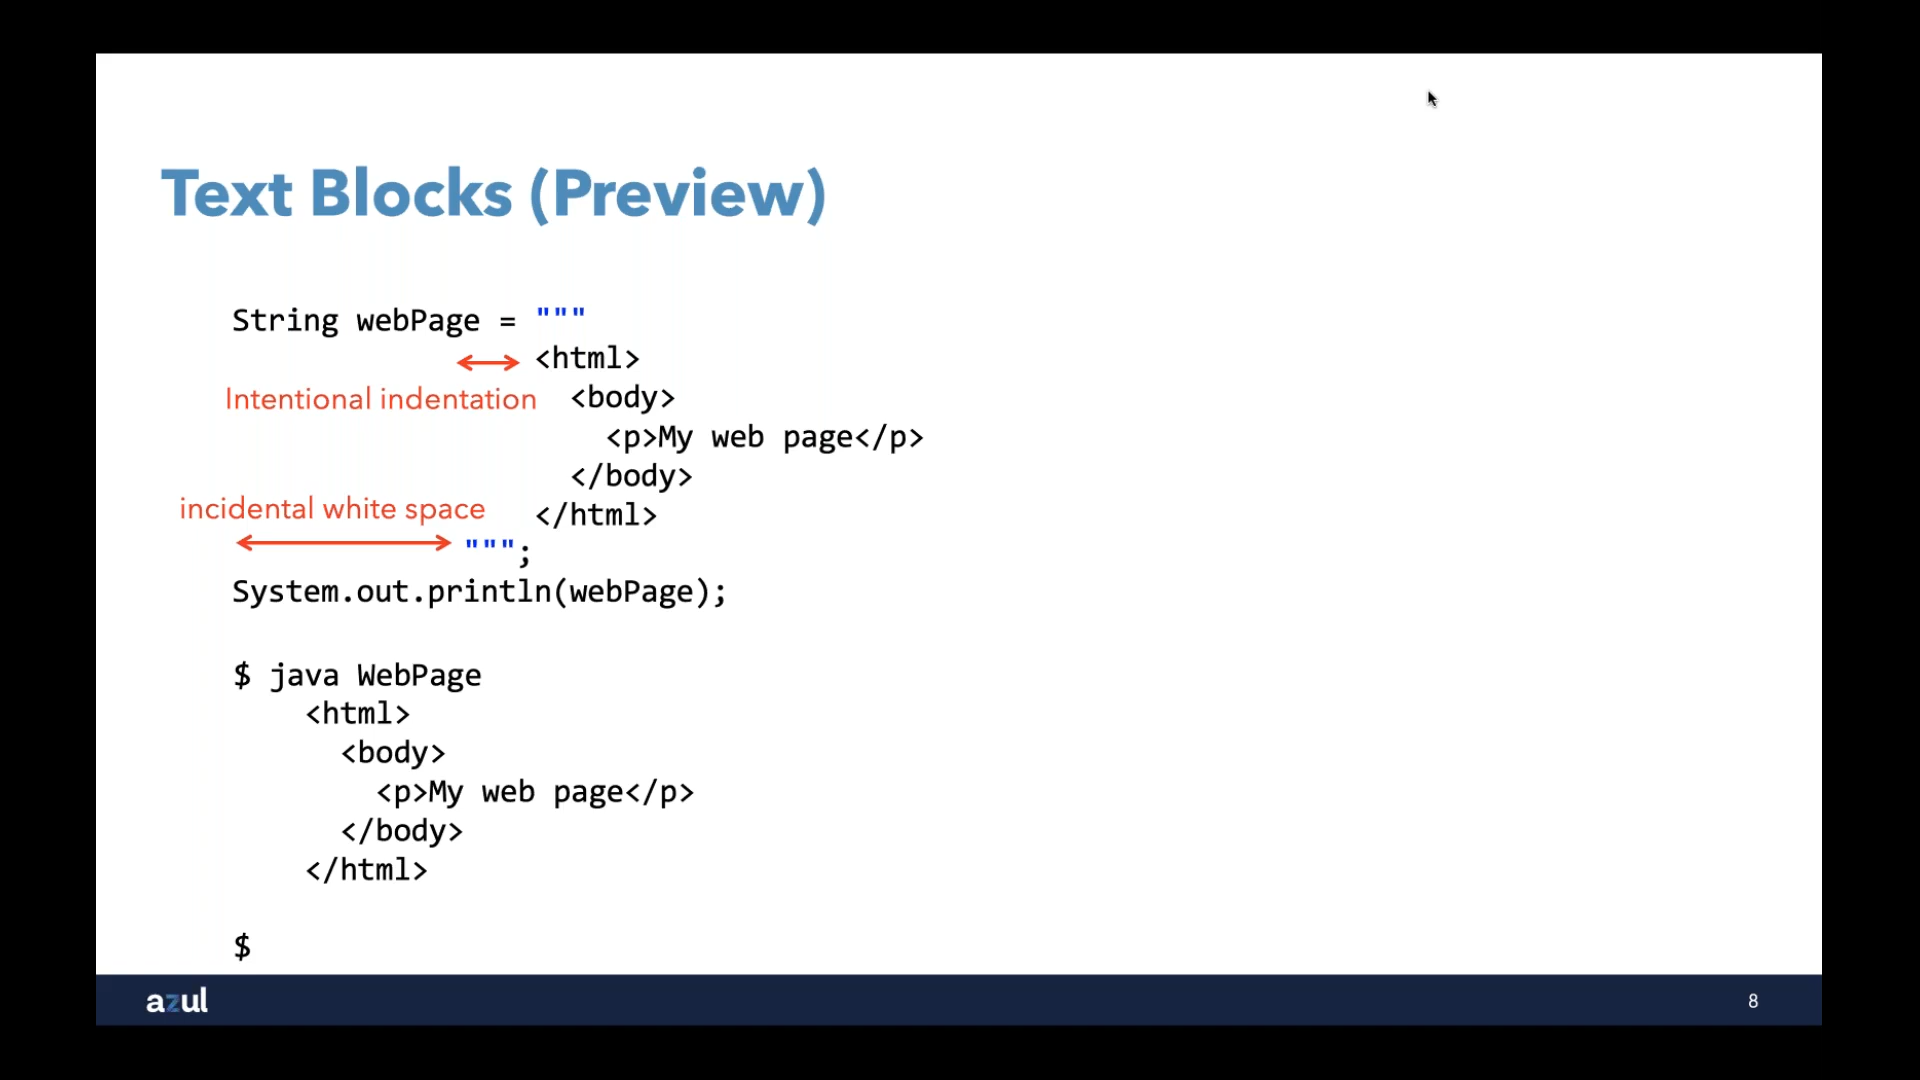 Text Blocks (Preview)
String webPage = """
<html>
Intentional indentation
<body>
<p>My web page</p>
</body>
incidental white space
</html>
""";
System.out.println(webPage);
$ java WebPage
<html>
<body>
<p>My web page</p>
</body>
</html>
$
azul
8